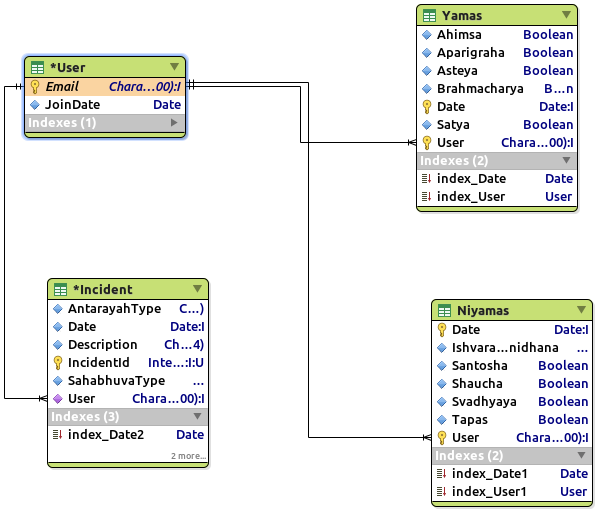 *User
Email Chara...00):I
JoinDate Date
Indexes (1)
Yamas
Ahimsa Boolean
Aparigraha Boolean
Asteya Boolean
Brahmacharya B...n
Date Date:I
Satya Boolean
User Chara...00):I
Indexes (2)
index_Date Date
index_User User
*Incident
AntarayahType C...)
Date Date:I
Description Ch...4)
IncidentId Inte...:I:U
SahabhuvaType ...
User Chara...00):I
Indexes (3)
index_Date2 Date
2 more...
Niyamas
Date Date:I
Ishvara...nidhana ...
Santosha Boolean
Shaucha Boolean
Svadhyaya Boolean
Tapas Boolean
User Chara...00):I
Indexes (2)
index_Date1 Date
index_User1 User